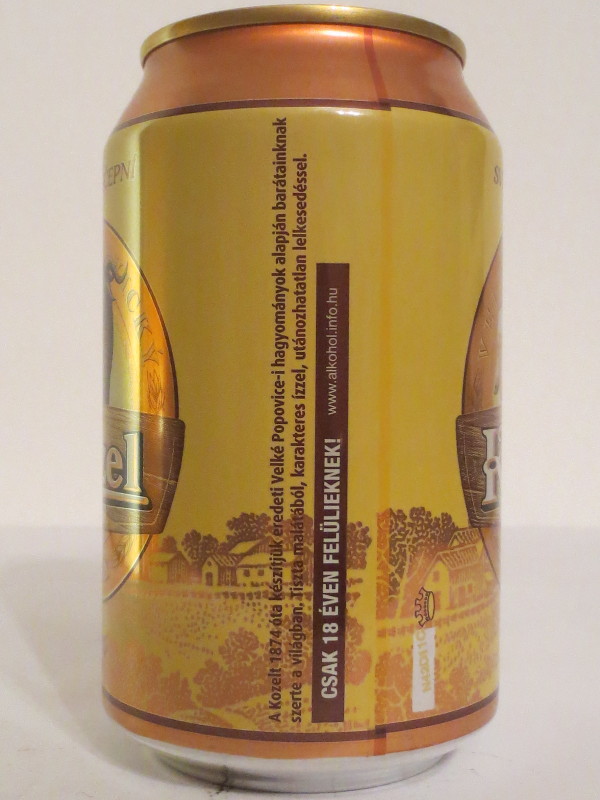 A Kozelt 1874 óta készítjük eredeti Velké Popovice-i hagyományok alapján barátainknak
szerte a világban. Tiszta malátából, karakteres ízzel, utánozhatatlan lelkesedéssel.
CSAK 18 ÉVEN FELÜLIEKNEK! www.alkohol.info.hu